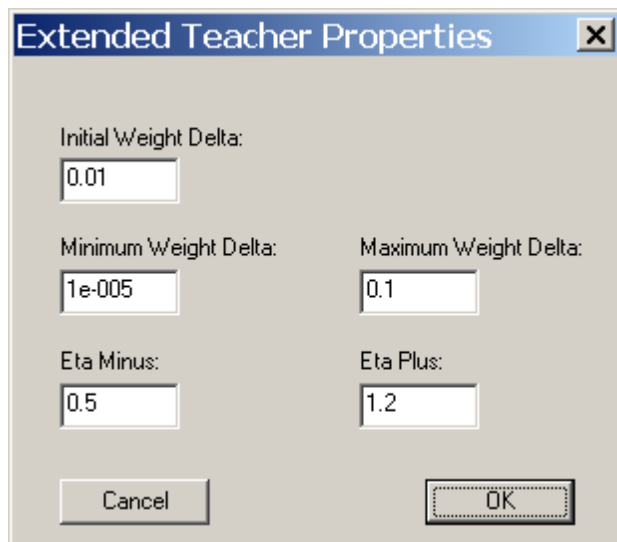 Extended Teacher Properties
Initial Weight Delta:
0.01
Minimum Weight Delta:
Maximum Weight Delta:
1e-005
0.1
Eta Minus:
Eta Plus:
0.5
1.2
Cancel
OK